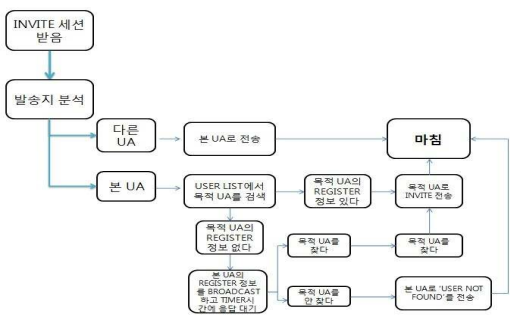 INVITE 세션
받음
발송지 분석
다른
UA
본 UA로 전송
마침
본 UA
USER LIST에서
목적 UA를 검색
목적 UA의
REGISTER
정보 있다
목적 UA로
INVITE 전송
목적 UA의
REGISTER
정보 없다
목적 UA를
찾다
목적 UA를
찾다
본 UA의
REGISTER 정보
를 BROADCAST
하고 TIMER시
간에 응답 대기
목적 UA를
안 찾다
본 UA로 'USER NOT
FOUND'를 전송